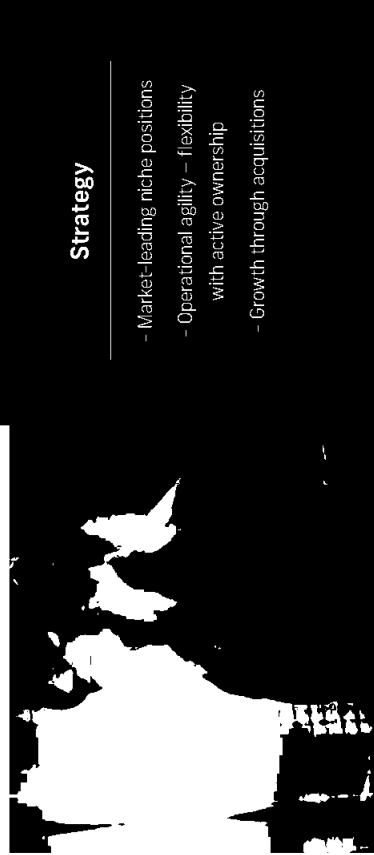 Strategy
– Market-leading niche positions
– Operational agility – flexibility
with active ownership
– Growth through acquisitions